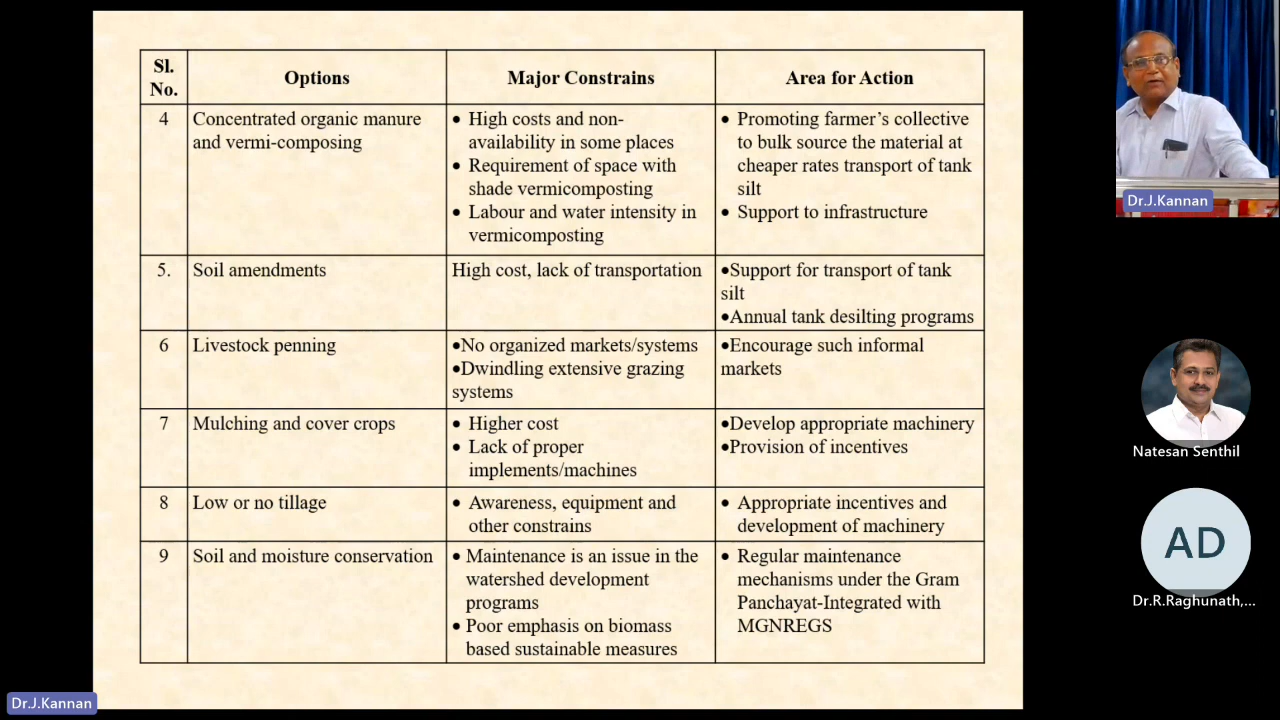 Sl.
No.
Options
Major Constrains
Area for Action
4
Concentrated organic manure
and vermi-composing
• High costs and non-
availability in some places
• Requirement of space with
shade vermicomposting
• Labour and water intensity in
vermicomposting
• Promoting farmer’s collective
to bulk source the material at
cheaper rates transport of tank
silt
• Support to infrastructure
5.
Soil amendments
High cost, lack of transportation
•Support for transport of tank
silt
•Annual tank desilting programs
6
Livestock penning
•No organized markets/systems
•Dwindling extensive grazing
systems
•Encourage such informal
markets
7
Mulching and cover crops
• Higher cost
• Lack of proper
implements/machines
•Develop appropriate machinery
•Provision of incentives
8
Low or no tillage
• Awareness, equipment and
other constrains
• Appropriate incentives and
development of machinery
9
Soil and moisture conservation
• Maintenance is an issue in the
watershed development
programs
• Poor emphasis on biomass
based sustainable measures
• Regular maintenance
mechanisms under the Gram
Panchayat-Integrated with
MGNREGS
Dr.J.Kannan
Natesan Senthil
AD
Dr.R.Raghunath,...
Dr.J.Kannan